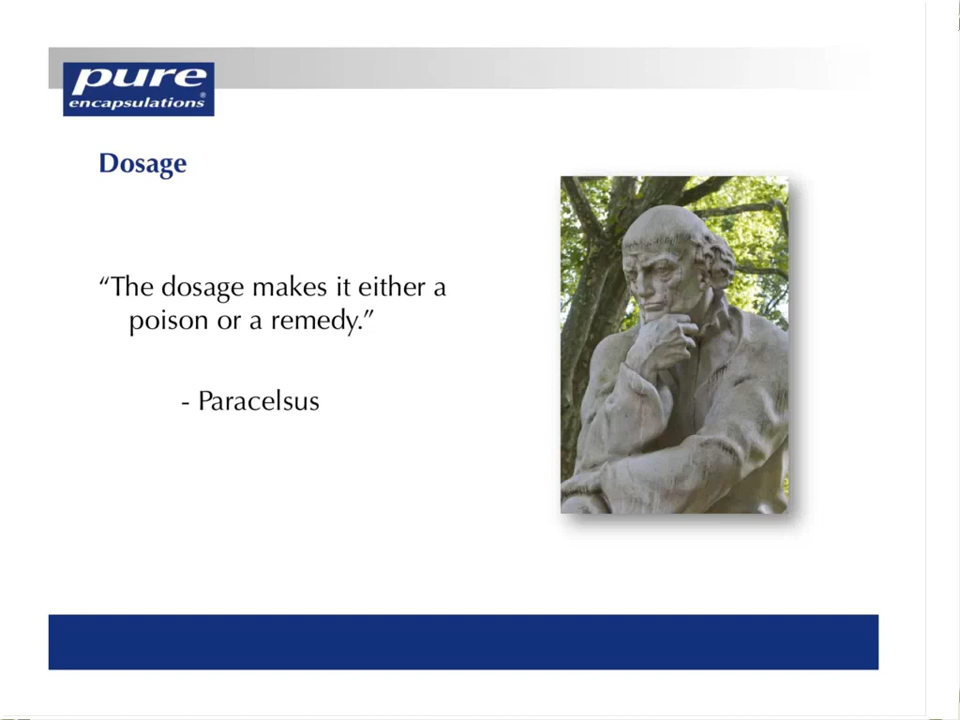 pure
encapsulations®
Dosage
“The dosage makes it either a
poison or a remedy.”
- Paracelsus